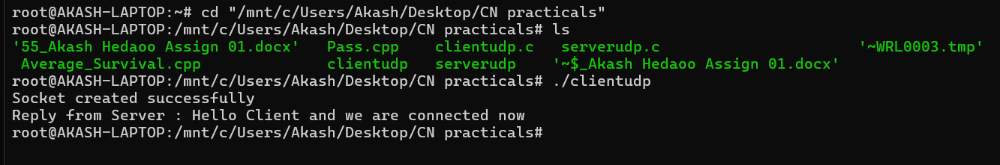 root@AKASH-LAPTOP:~# cd "/mnt/c/Users/Akash/Desktop/CN practicals"
root@AKASH-LAPTOP:/mnt/c/Users/Akash/Desktop/CN practicals# ls
'55_Akash Hedaoo Assign 01.docx'   Pass.cpp    clientudp.c   serverudp.c                      '~WRL0003.tmp'
 Average_Survival.cpp              clientudp   serverudp    '~$_Akash Hedaoo Assign 01.docx'
root@AKASH-LAPTOP:/mnt/c/Users/Akash/Desktop/CN practicals# ./clientudp
Socket created successfully
Reply from Server : Hello Client and we are connected now
root@AKASH-LAPTOP:/mnt/c/Users/Akash/Desktop/CN practicals#